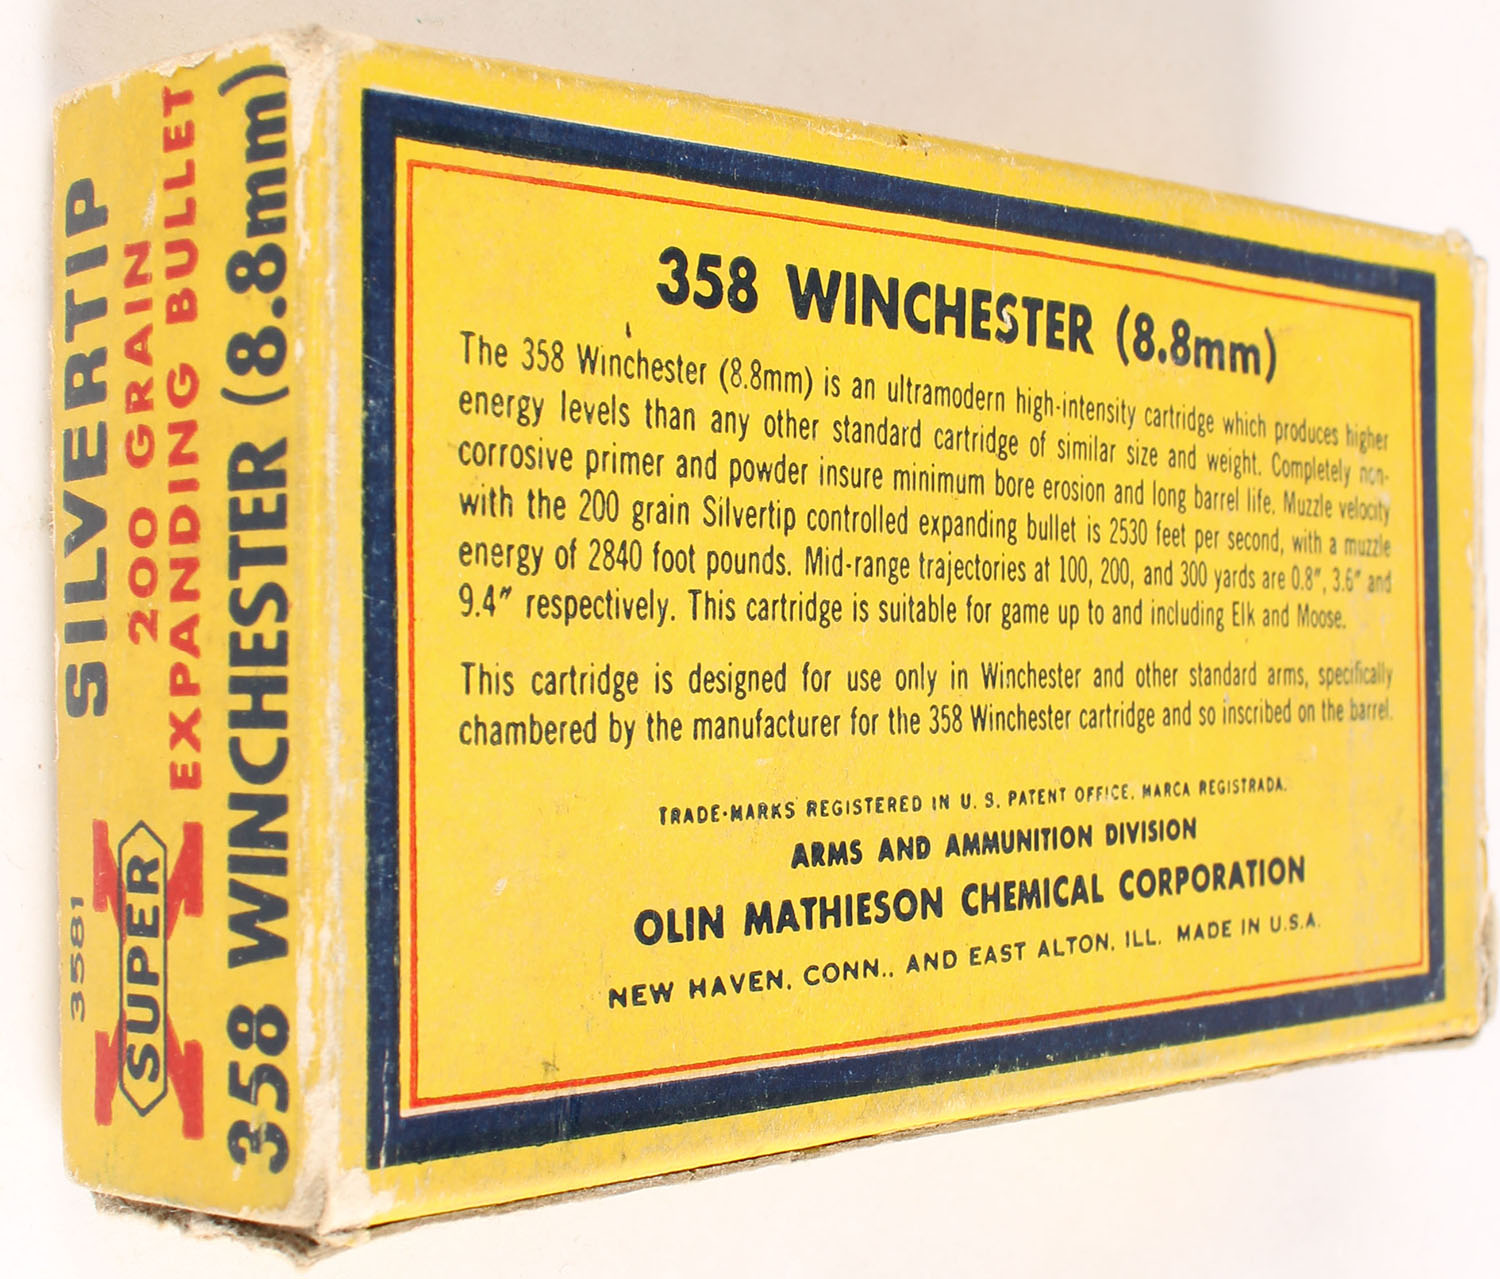 SILVERTIP
200 GRAIN
EXPANDING BULLET
3581
SUPER
X
358 WINCHESTER (8.8mm)
358 WINCHESTER (8.8mm)
The 358 Winchester (8.8mm) is an ultramodern high-intensity cartridge which produces higher
energy levels than any other standard cartridge of similar size and weight. Completely non-
corrosive primer and powder insure minimum bore erosion and long barrel life. Muzzle velocity
with the 200 grain Silvertip controlled expanding bullet is 2530 feet per second, with a muzzle
energy of 2840 foot pounds. Mid-range trajectories at 100, 200, and 300 yards are 0.8", 3.6" and
9.4" respectively. This cartridge is suitable for game up to and including Elk and Moose.
This cartridge is designed for use only in Winchester and other standard arms, specifically
chambered by the manufacturer for the 358 Winchester cartridge and so inscribed on the barrel.
TRADE-MARKS REGISTERED IN U. S. PATENT OFFICE. MARCA REGISTRADA.
ARMS AND AMMUNITION DIVISION
OLIN MATHIESON CHEMICAL CORPORATION
NEW HAVEN, CONN., AND EAST ALTON, ILL. MADE IN U.S.A.